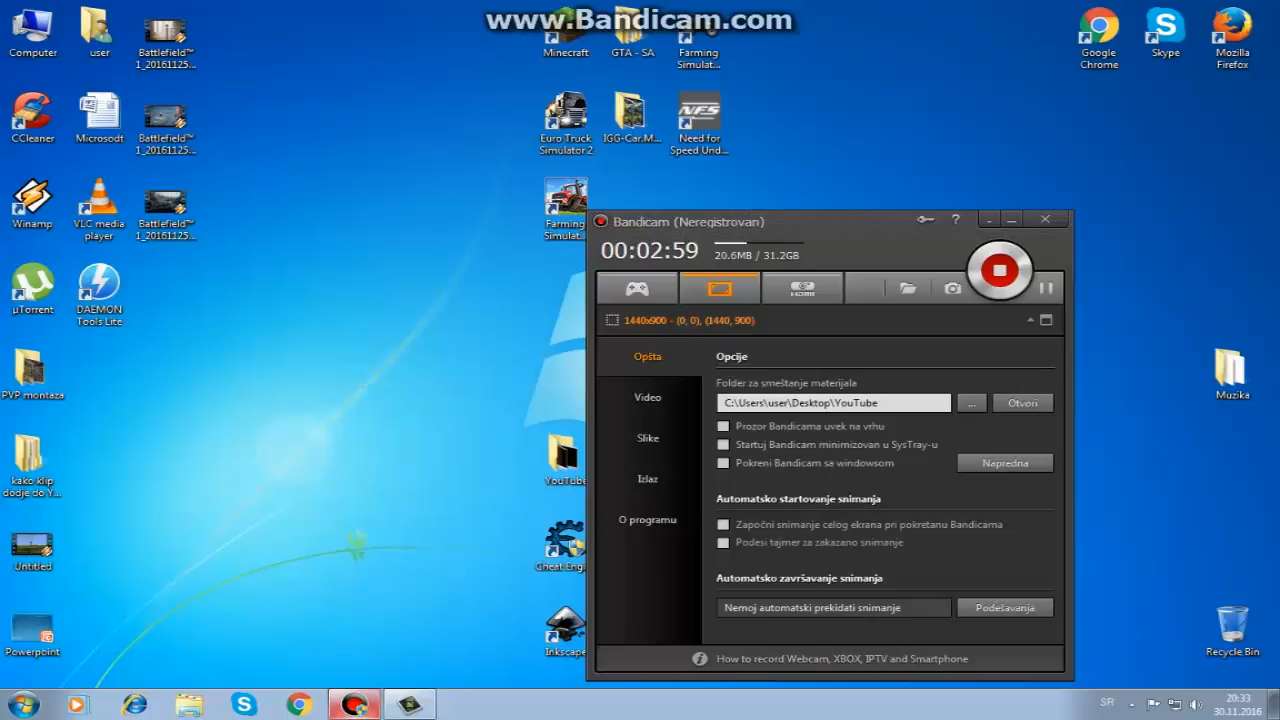 www.Bandicam.com
Computer
user
Battlefield™
1_20161125...
Minecraft
GTA - SA
Farming
Simulat...
Google
Chrome
Skype
Mozilla
Firefox
CCleaner
Microsodt
Battlefield™
1_20161125...
Euro Truck
Simulator 2
IGG-Car.M...
NFS
Need for
Speed Und...
Winamp
VLC media
player
Battlefield™
1_20161125...
Farming
Simulat...
Bandicam (Neregistrovan)
00:02:59
20.6MB / 31.2GB
HDMI
1440x900 - (0, 0), (1440, 900)
µTorrent
DAEMON
Tools Lite
Opšta
Video
Slike
Izlaz
O programu
Opcije
Folder za smeštanje materijala
C:\Users\user\Desktop\YouTube
...
Otvori
Prozor Bandicama uvek na vrhu
Startuj Bandicam minimizovan u SysTray-u
Pokreni Bandicam sa windowsom
Napredna
Automatsko startovanje snimanja
Započni snimanje celog ekrana pri pokretanu Bandicama
Podesi tajmer za zakazano snimanje
Automatsko završavanje snimanja
Nemoj automatski prekidati snimanje
Podešavanja
How to record Webcam, XBOX, IPTV and Smartphone
PVP montaza
Muzika
kako klip
dodje do Y...
YouTube
Untitled
Cheat Engi
Powerpoint
Inkscape
Recycle Bin
SR
20:33
30.11.2016